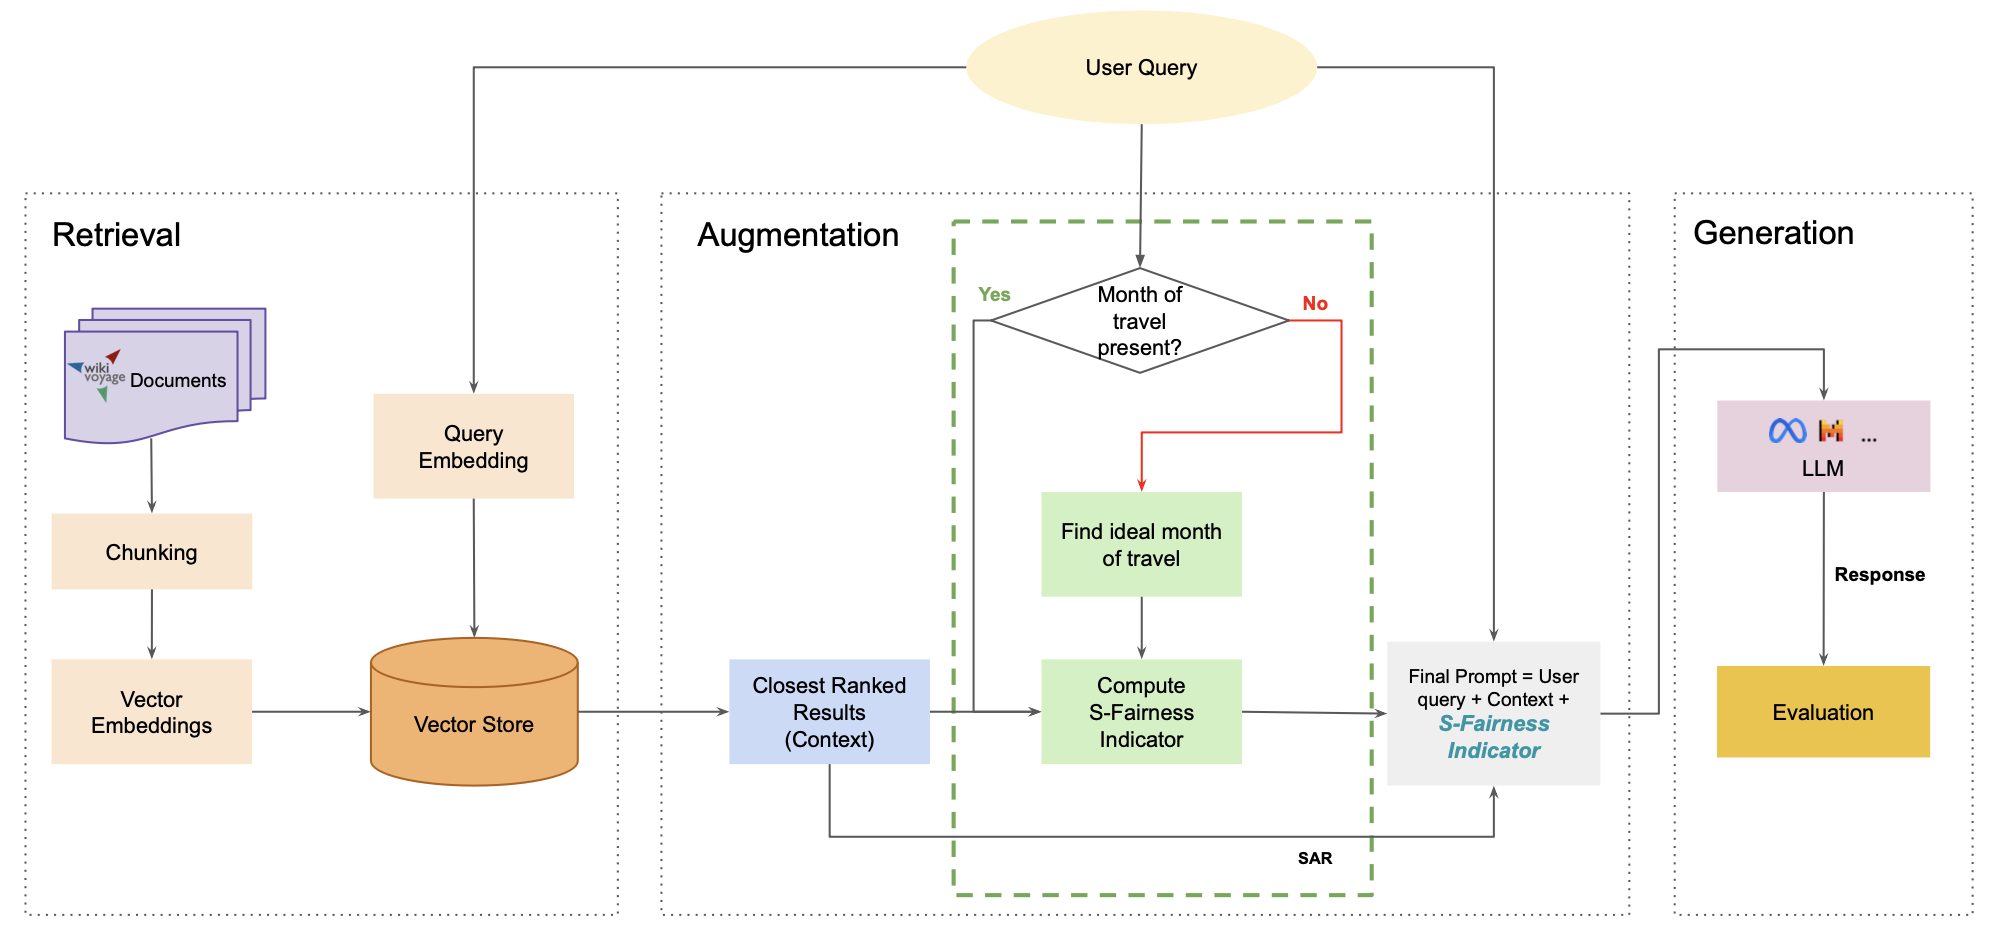 User Query
Retrieval
wiki
voyage
Documents
Chunking
Vector
Embeddings
Query
Embedding
Vector Store
Augmentation
Yes
Month of
travel
present?
No
Find ideal month
of travel
Closest Ranked
Results
(Context)
Compute
S-Fairness
Indicator
SAR
Final Prompt = User
query + Context +
S-Fairness
Indicator
Generation
...
LLM
Response
Evaluation